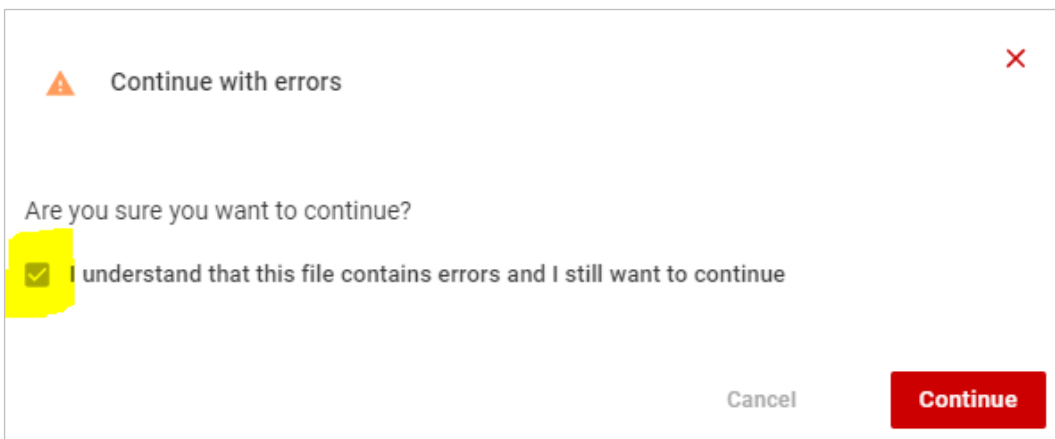 Continue with errors
Are you sure you want to continue?
I understand that this file contains errors and I still want to continue
Cancel
Continue